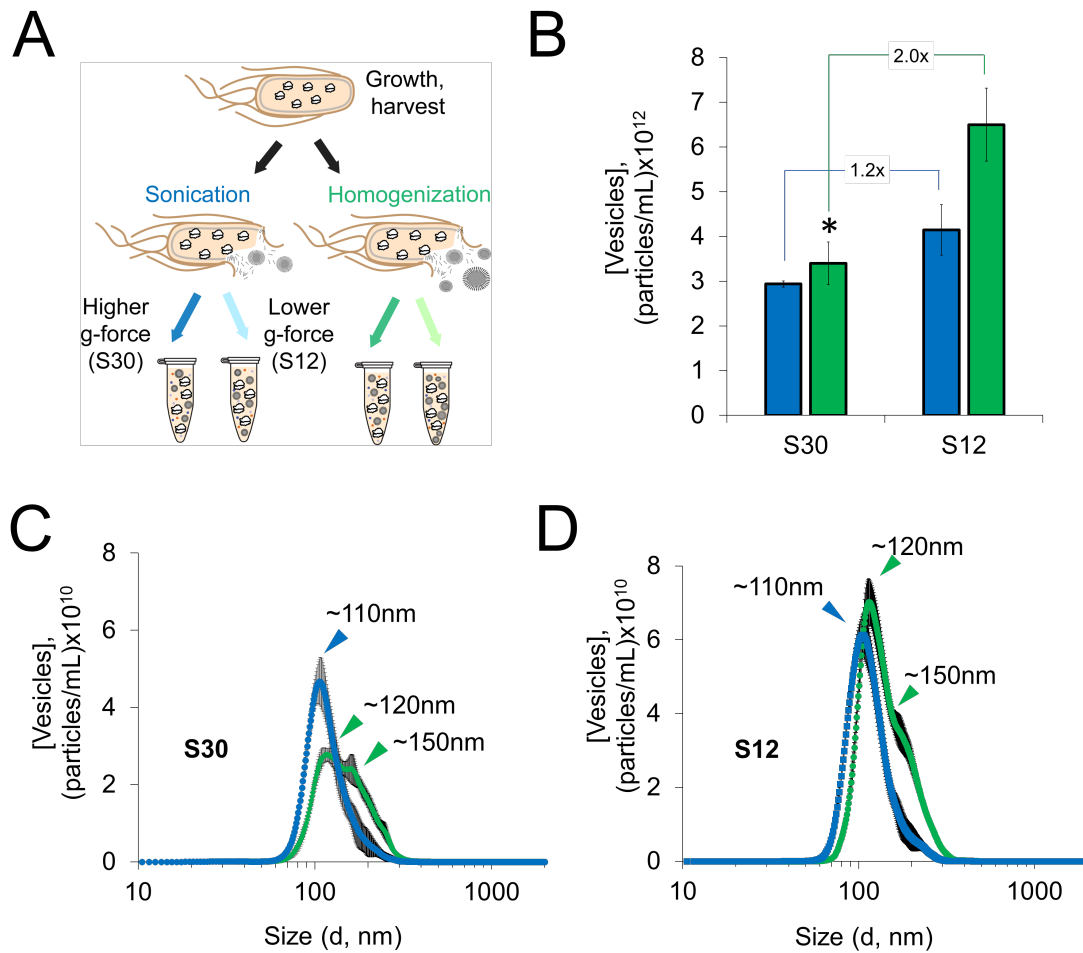 A
Growth,
harvest
Sonication
Homogenization
Higher
g-force
(S30)
Lower
g-force
(S12)
B
[Vesicles],
(particles/mL)x10¹²
8
7
6
5
4
3
2
1
0
2.0x
1.2x
*
S30
S12
C
[Vesicles],
(particles/mL)x10¹⁰
8
6
4
2
0
~110nm
~120nm
~150nm
S30
10
100
1000
Size (d, nm)
D
[Vesicles],
(particles/mL)x10¹⁰
8
6
4
2
0
~120nm
~110nm
~150nm
S12
10
100
1000
Size (d, nm)